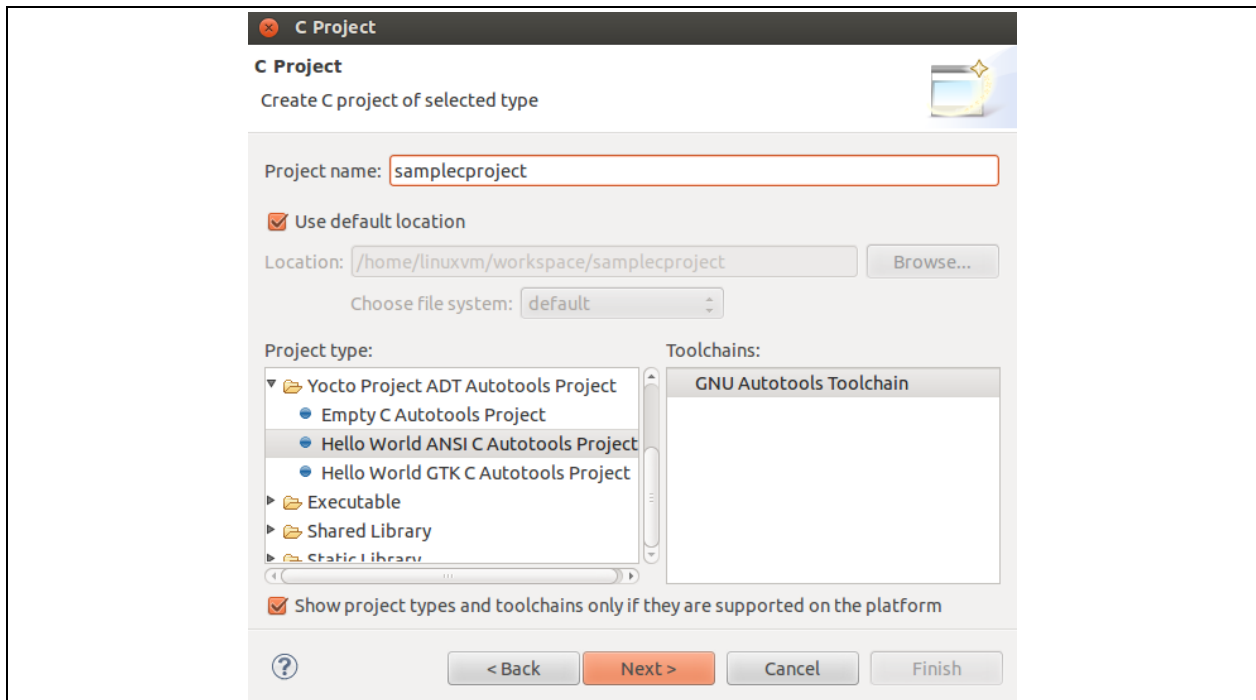 C Project
C Project
Create C project of selected type
Project name: samplecproject
Use default location
Location: /home/linuxvm/workspace/samplecproject Browse...
Choose file system: default
Project type: Toolchains:
Yocto Project ADT Autotools Project GNU Autotools Toolchain
Empty C Autotools Project
Hello World ANSI C Autotools Project
Hello World GTK C Autotools Project
Executable
Shared Library
Static Library
Show project types and toolchains only if they are supported on the platform
? < Back Next > Cancel Finish